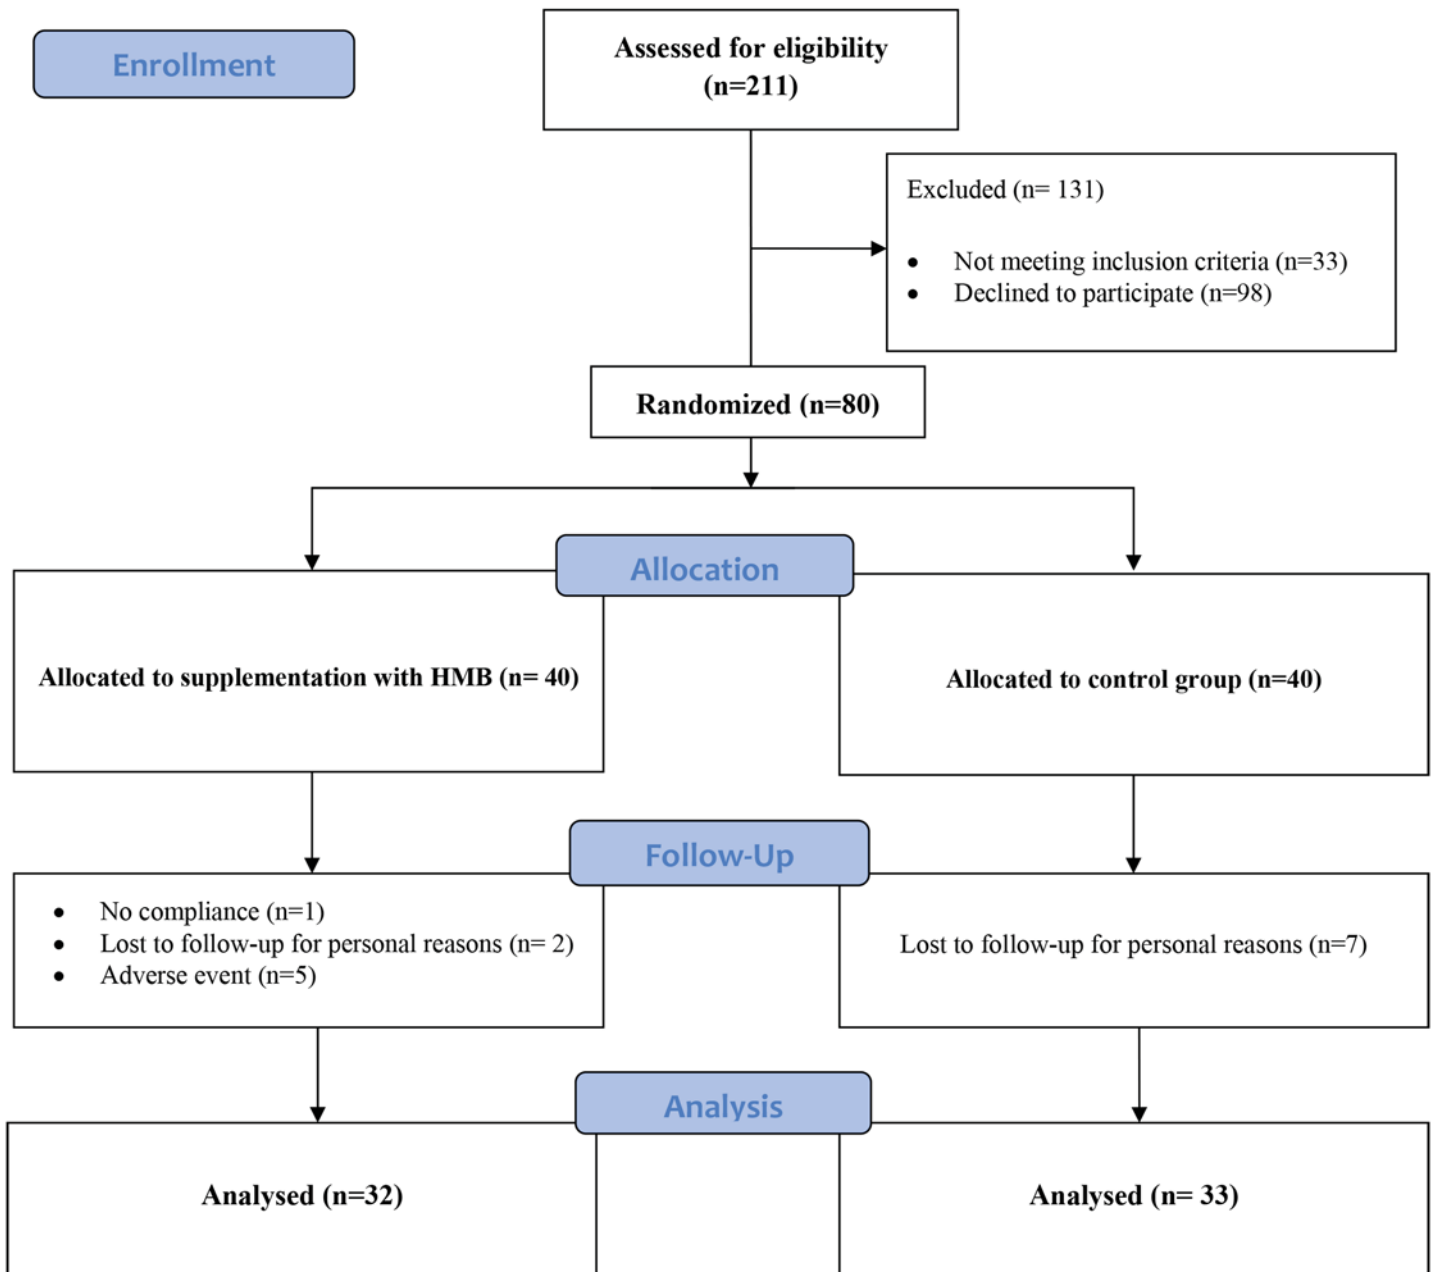 Enrollment
Assessed for eligibility
(n=211)
Excluded (n= 131)
• Not meeting inclusion criteria (n=33)
• Declined to participate (n=98)
Randomized (n=80)
Allocation
Allocated to supplementation with HMB (n= 40)
Allocated to control group (n=40)
Follow-Up
• No compliance (n=1)
• Lost to follow-up for personal reasons (n= 2)
• Adverse event (n=5)
Lost to follow-up for personal reasons (n=7)
Analysis
Analysed (n=32)
Analysed (n= 33)